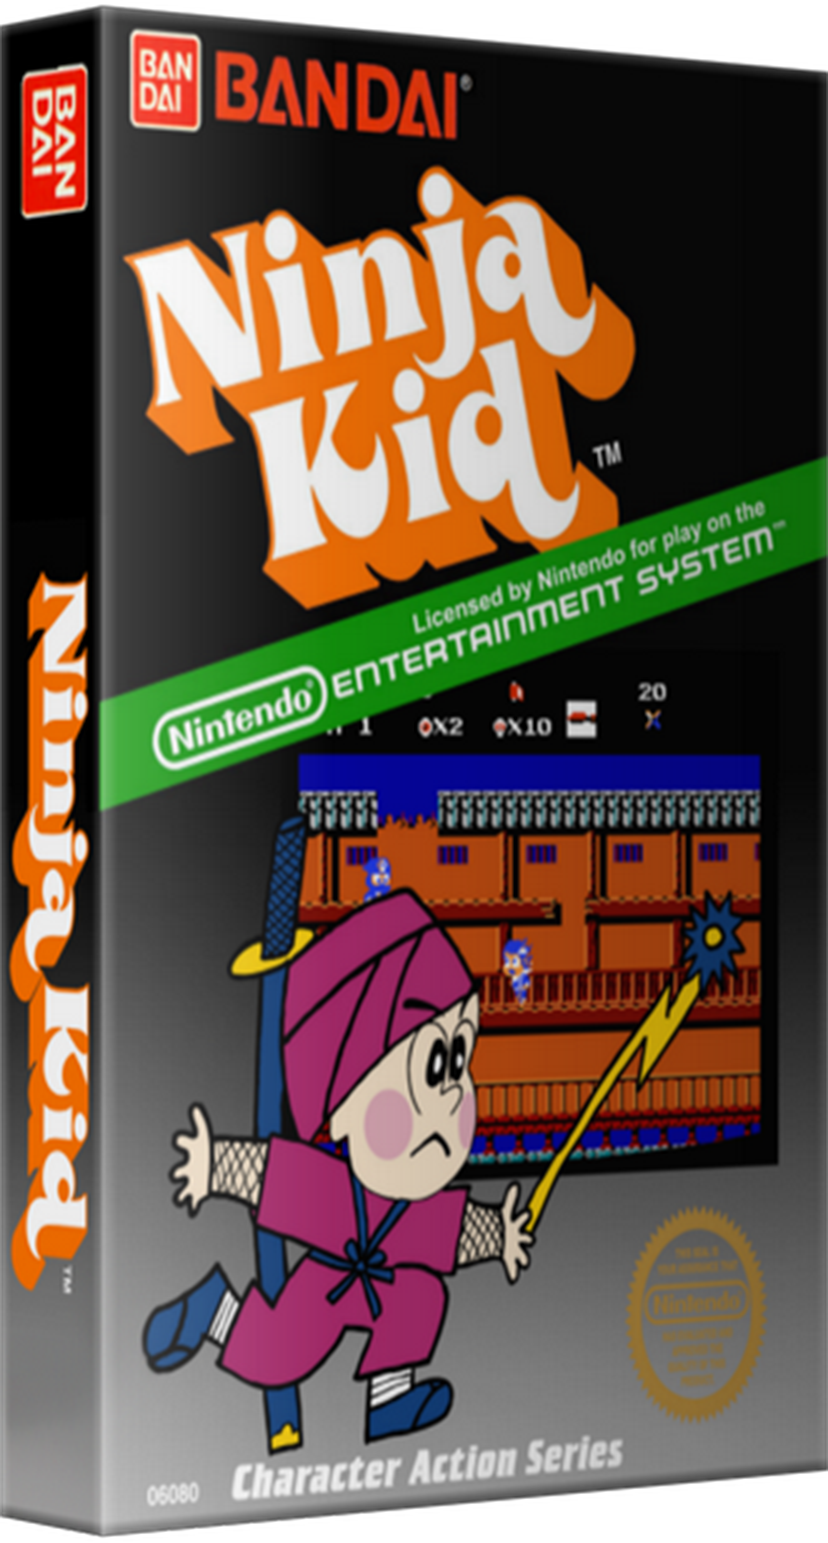 BAN
DAI
BANDAI®
Ninja
Kid
TM
Licensed by Nintendo for play on the
Nintendo® ENTERTAINMENT SYSTEM™
20
1 X2 X10
Nintendo
Character Action Series
06080
BAN
DAI
Ninja Kid
TM